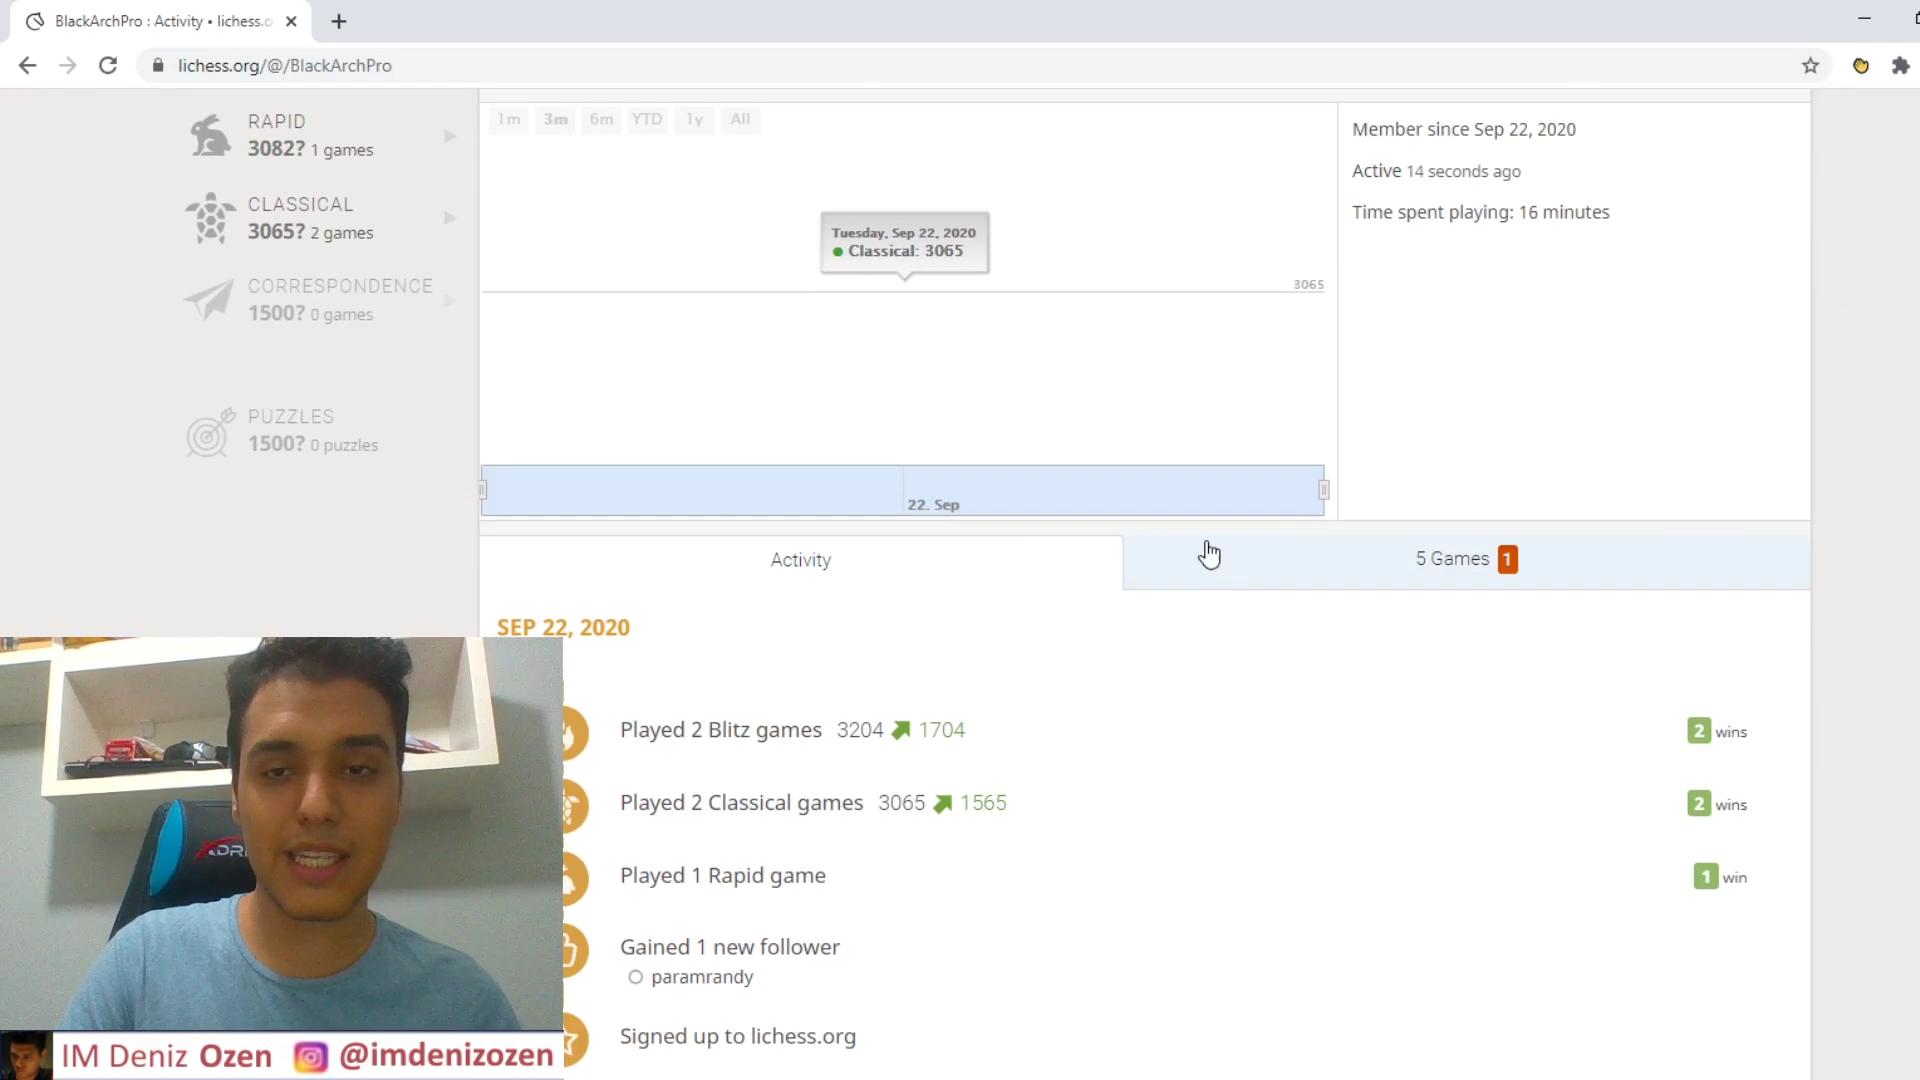 BlackArchPro : Activity • lichess.o
lichess.org/@/BlackArchPro
RAPID
3082? 1 games
CLASSICAL
3065? 2 games
CORRESPONDENCE
1500? 0 games
PUZZLES
1500? 0 puzzles
1m 3m 6m YTD 1y All
Tuesday, Sep 22, 2020
Classical: 3065
3065
22. Sep
Member since Sep 22, 2020
Active 14 seconds ago
Time spent playing: 16 minutes
Activity
5 Games 1
SEP 22, 2020
Played 2 Blitz games 3204 1704
2 wins
Played 2 Classical games 3065 1565
2 wins
Played 1 Rapid game
1 win
Gained 1 new follower
paramrandy
Signed up to lichess.org
XDRI
IM Deniz Ozen @imdenizozen